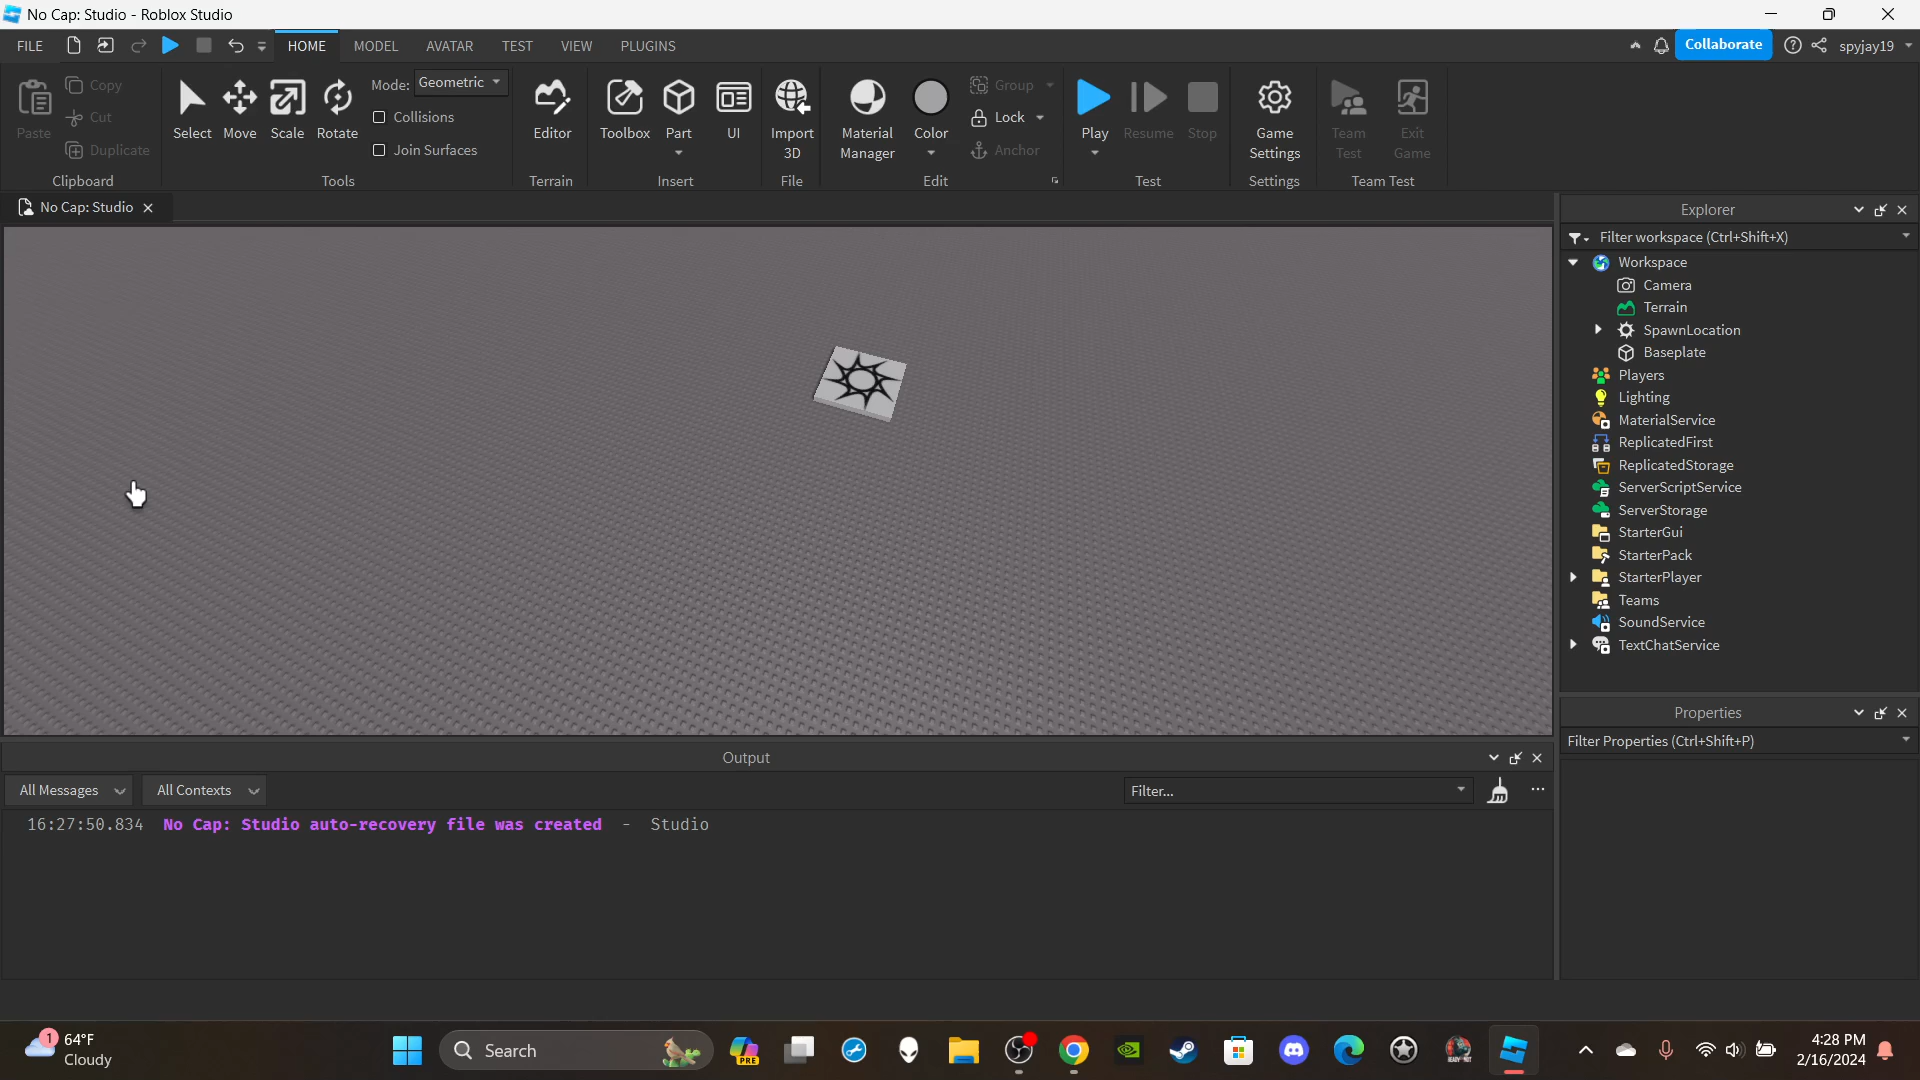 No Cap: Studio - Roblox Studio
FILE HOME MODEL AVATAR TEST VIEW PLUGINS Collaborate spyjay19
Paste Copy Cut Duplicate
Clipboard
Select Move Scale Rotate
Mode: Geometric
Collisions
Join Surfaces
Tools
Editor
Terrain
Toolbox Part UI
Insert
Import 3D
File
Material Manager Color
Group
Lock
Anchor
Edit
Play Resume Stop
Test
Game Settings
Settings
Team Test Exit Game
Team Test
No Cap: Studio
Explorer
Filter workspace (Ctrl+Shift+X)
Workspace
Camera
Terrain
SpawnLocation
Baseplate
Players
Lighting
MaterialService
ReplicatedFirst
ReplicatedStorage
ServerScriptService
ServerStorage
StarterGui
StarterPack
StarterPlayer
Teams
SoundService
TextChatService
Properties
Filter Properties (Ctrl+Shift+P)
Output
All Messages All Contexts Filter...
16:27:50.834 No Cap: Studio auto-recovery file was created - Studio
1 64°F
Cloudy
Search
PRE
4:28 PM
2/16/2024